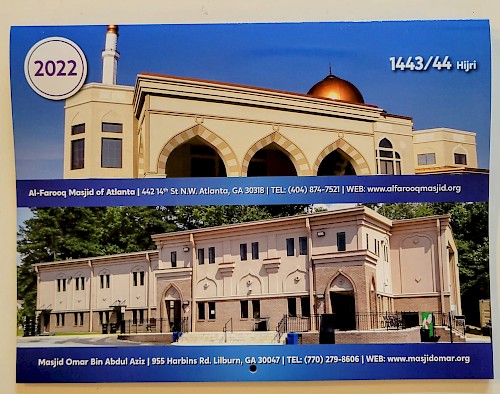 2022
1443/44 Hijri
Al-Farooq Masjid of Atlanta | 442 14th St N.W. Atlanta, GA 30318 | TEL: (404) 874-7521 | WEB: www.alfarooqmasjid.org
Masjid Omar Bin Abdul Aziz | 955 Harbins Rd. Lilburn, GA 30047 | TEL: (770) 279-8606 | WEB: www.masjidomar.org